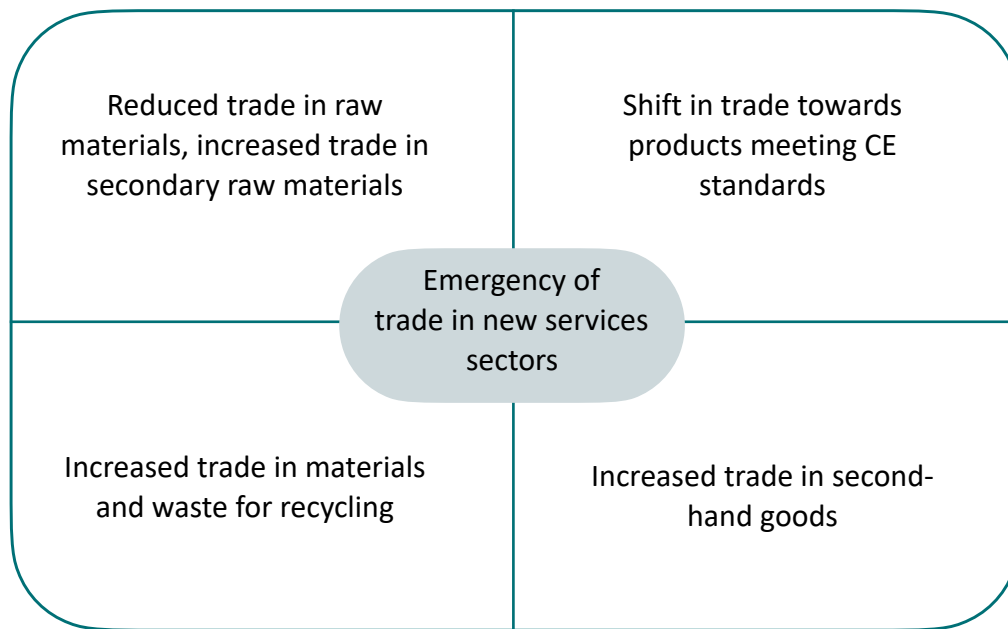 Reduced trade in raw
materials, increased trade in
secondary raw materials
Shift in trade towards
products meeting CE
standards
Emergency of
trade in new services
sectors
Increased trade in materials
and waste for recycling
Increased trade in second-
hand goods